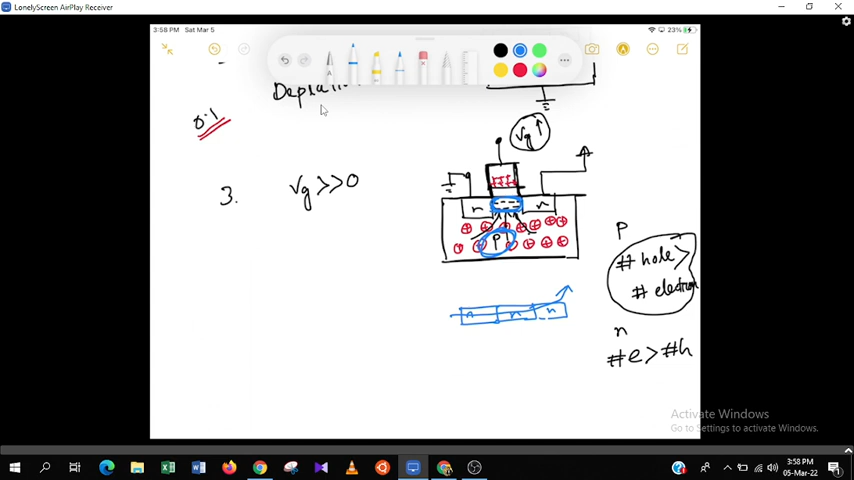 LonelyScreen AirPlay Receiver
3:58 PM Sat Mar 5
23%
0.1
Vg ↑
3. Vg >> 0
n n
P
n n n
P
# hole >
# electron
n
#e > #h
Activate Windows
Go to Settings to activate Windows.
3:58 PM
05-Mar-22